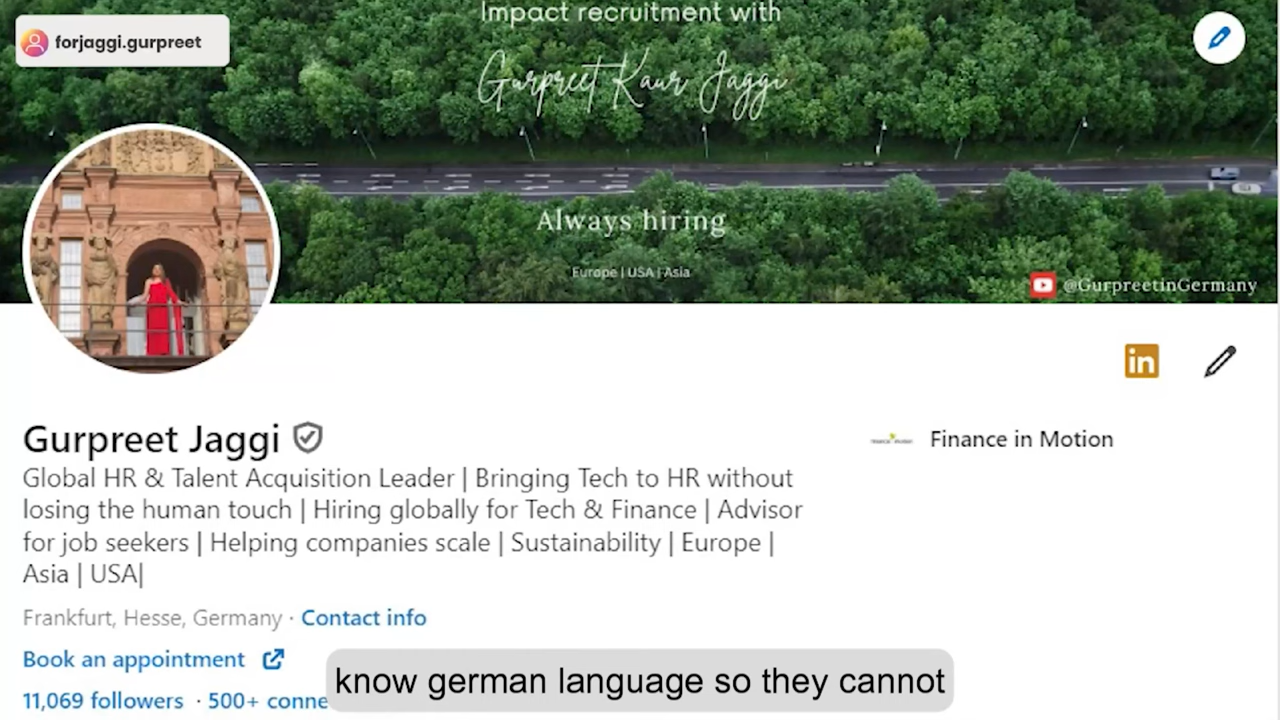 Impact recruitment with
forjaggi.gurpreet
Gurpreet Kaur Jaggi
Always hiring
Europe | USA | Asia
@GurpreetinGermany
in
Gurpreet Jaggi
Finance in Motion
Global HR & Talent Acquisition Leader | Bringing Tech to HR without
losing the human touch | Hiring globally for Tech & Finance | Advisor
for job seekers | Helping companies scale | Sustainability | Europe |
Asia | USA|
Frankfurt, Hesse, Germany · Contact info
Book an appointment
11,069 followers · 500+ conne
know german language so they cannot